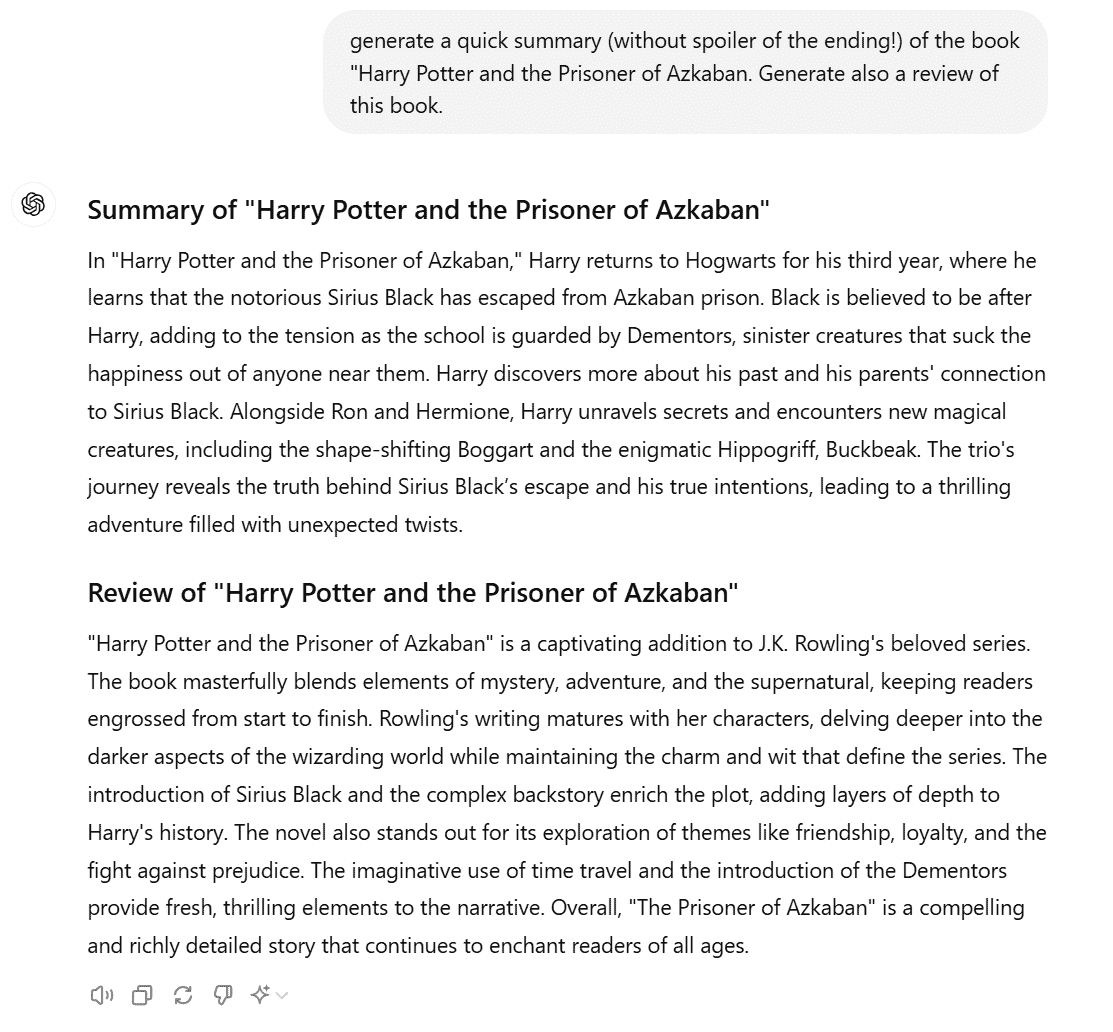 generate a quick summary (without spoiler of the ending!) of the book
"Harry Potter and the Prisoner of Azkaban. Generate also a review of
this book.
Summary of "Harry Potter and the Prisoner of Azkaban"
In "Harry Potter and the Prisoner of Azkaban," Harry returns to Hogwarts for his third year, where he
learns that the notorious Sirius Black has escaped from Azkaban prison. Black is believed to be after
Harry, adding to the tension as the school is guarded by Dementors, sinister creatures that suck the
happiness out of anyone near them. Harry discovers more about his past and his parents' connection
to Sirius Black. Alongside Ron and Hermione, Harry unravels secrets and encounters new magical
creatures, including the shape-shifting Boggart and the enigmatic Hippogriff, Buckbeak. The trio's
journey reveals the truth behind Sirius Black’s escape and his true intentions, leading to a thrilling
adventure filled with unexpected twists.
Review of "Harry Potter and the Prisoner of Azkaban"
"Harry Potter and the Prisoner of Azkaban" is a captivating addition to J.K. Rowling's beloved series.
The book masterfully blends elements of mystery, adventure, and the supernatural, keeping readers
engrossed from start to finish. Rowling's writing matures with her characters, delving deeper into the
darker aspects of the wizarding world while maintaining the charm and wit that define the series. The
introduction of Sirius Black and the complex backstory enrich the plot, adding layers of depth to
Harry's history. The novel also stands out for its exploration of themes like friendship, loyalty, and the
fight against prejudice. The imaginative use of time travel and the introduction of the Dementors
provide fresh, thrilling elements to the narrative. Overall, "The Prisoner of Azkaban" is a compelling
and richly detailed story that continues to enchant readers of all ages.